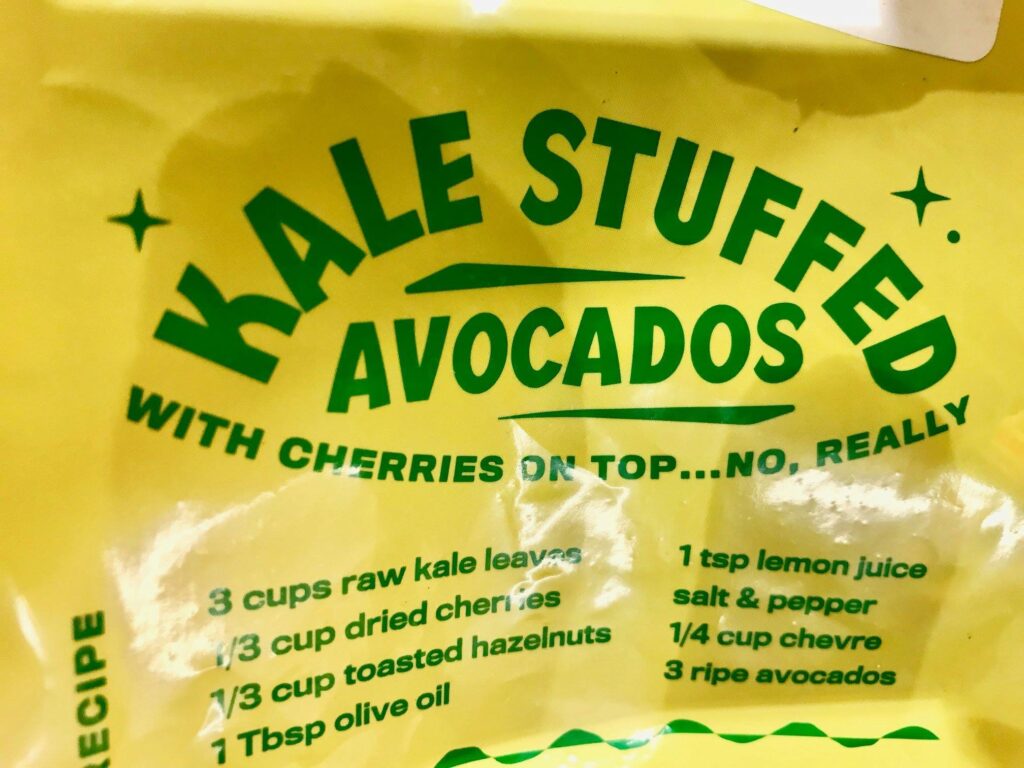 KALE STUFFED
AVOCADOS
WITH CHERRIES ON TOP...NO, REALLY
RECIPE
3 cups raw kale leaves
1/3 cup dried cherries
1/3 cup toasted hazelnuts
1 Tbsp olive oil
1 tsp lemon juice
salt & pepper
1/4 cup chevre
3 ripe avocados